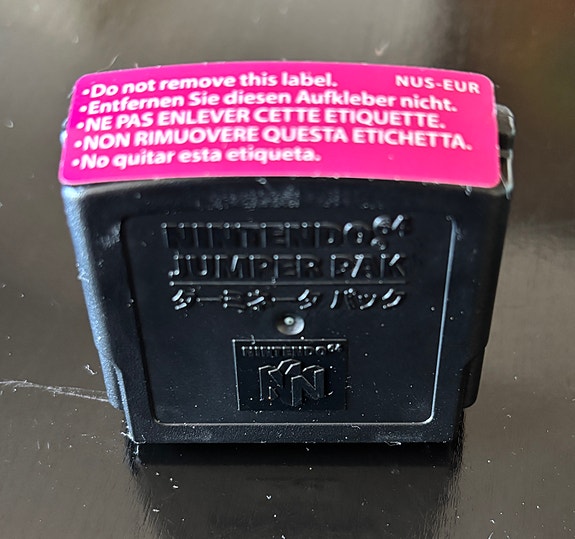 •Do not remove this label. NUS-EUR
•Entfernen Sie diesen Aufkleber nicht.
•NE PAS ENLEVER CETTE ETIQUETTE.
•NON RIMUOVERE QUESTA ETICHETTA.
•No quitar esta etiqueta.
NINTENDO64
JUMPER PAK
ターミネータパック
NINTENDO64